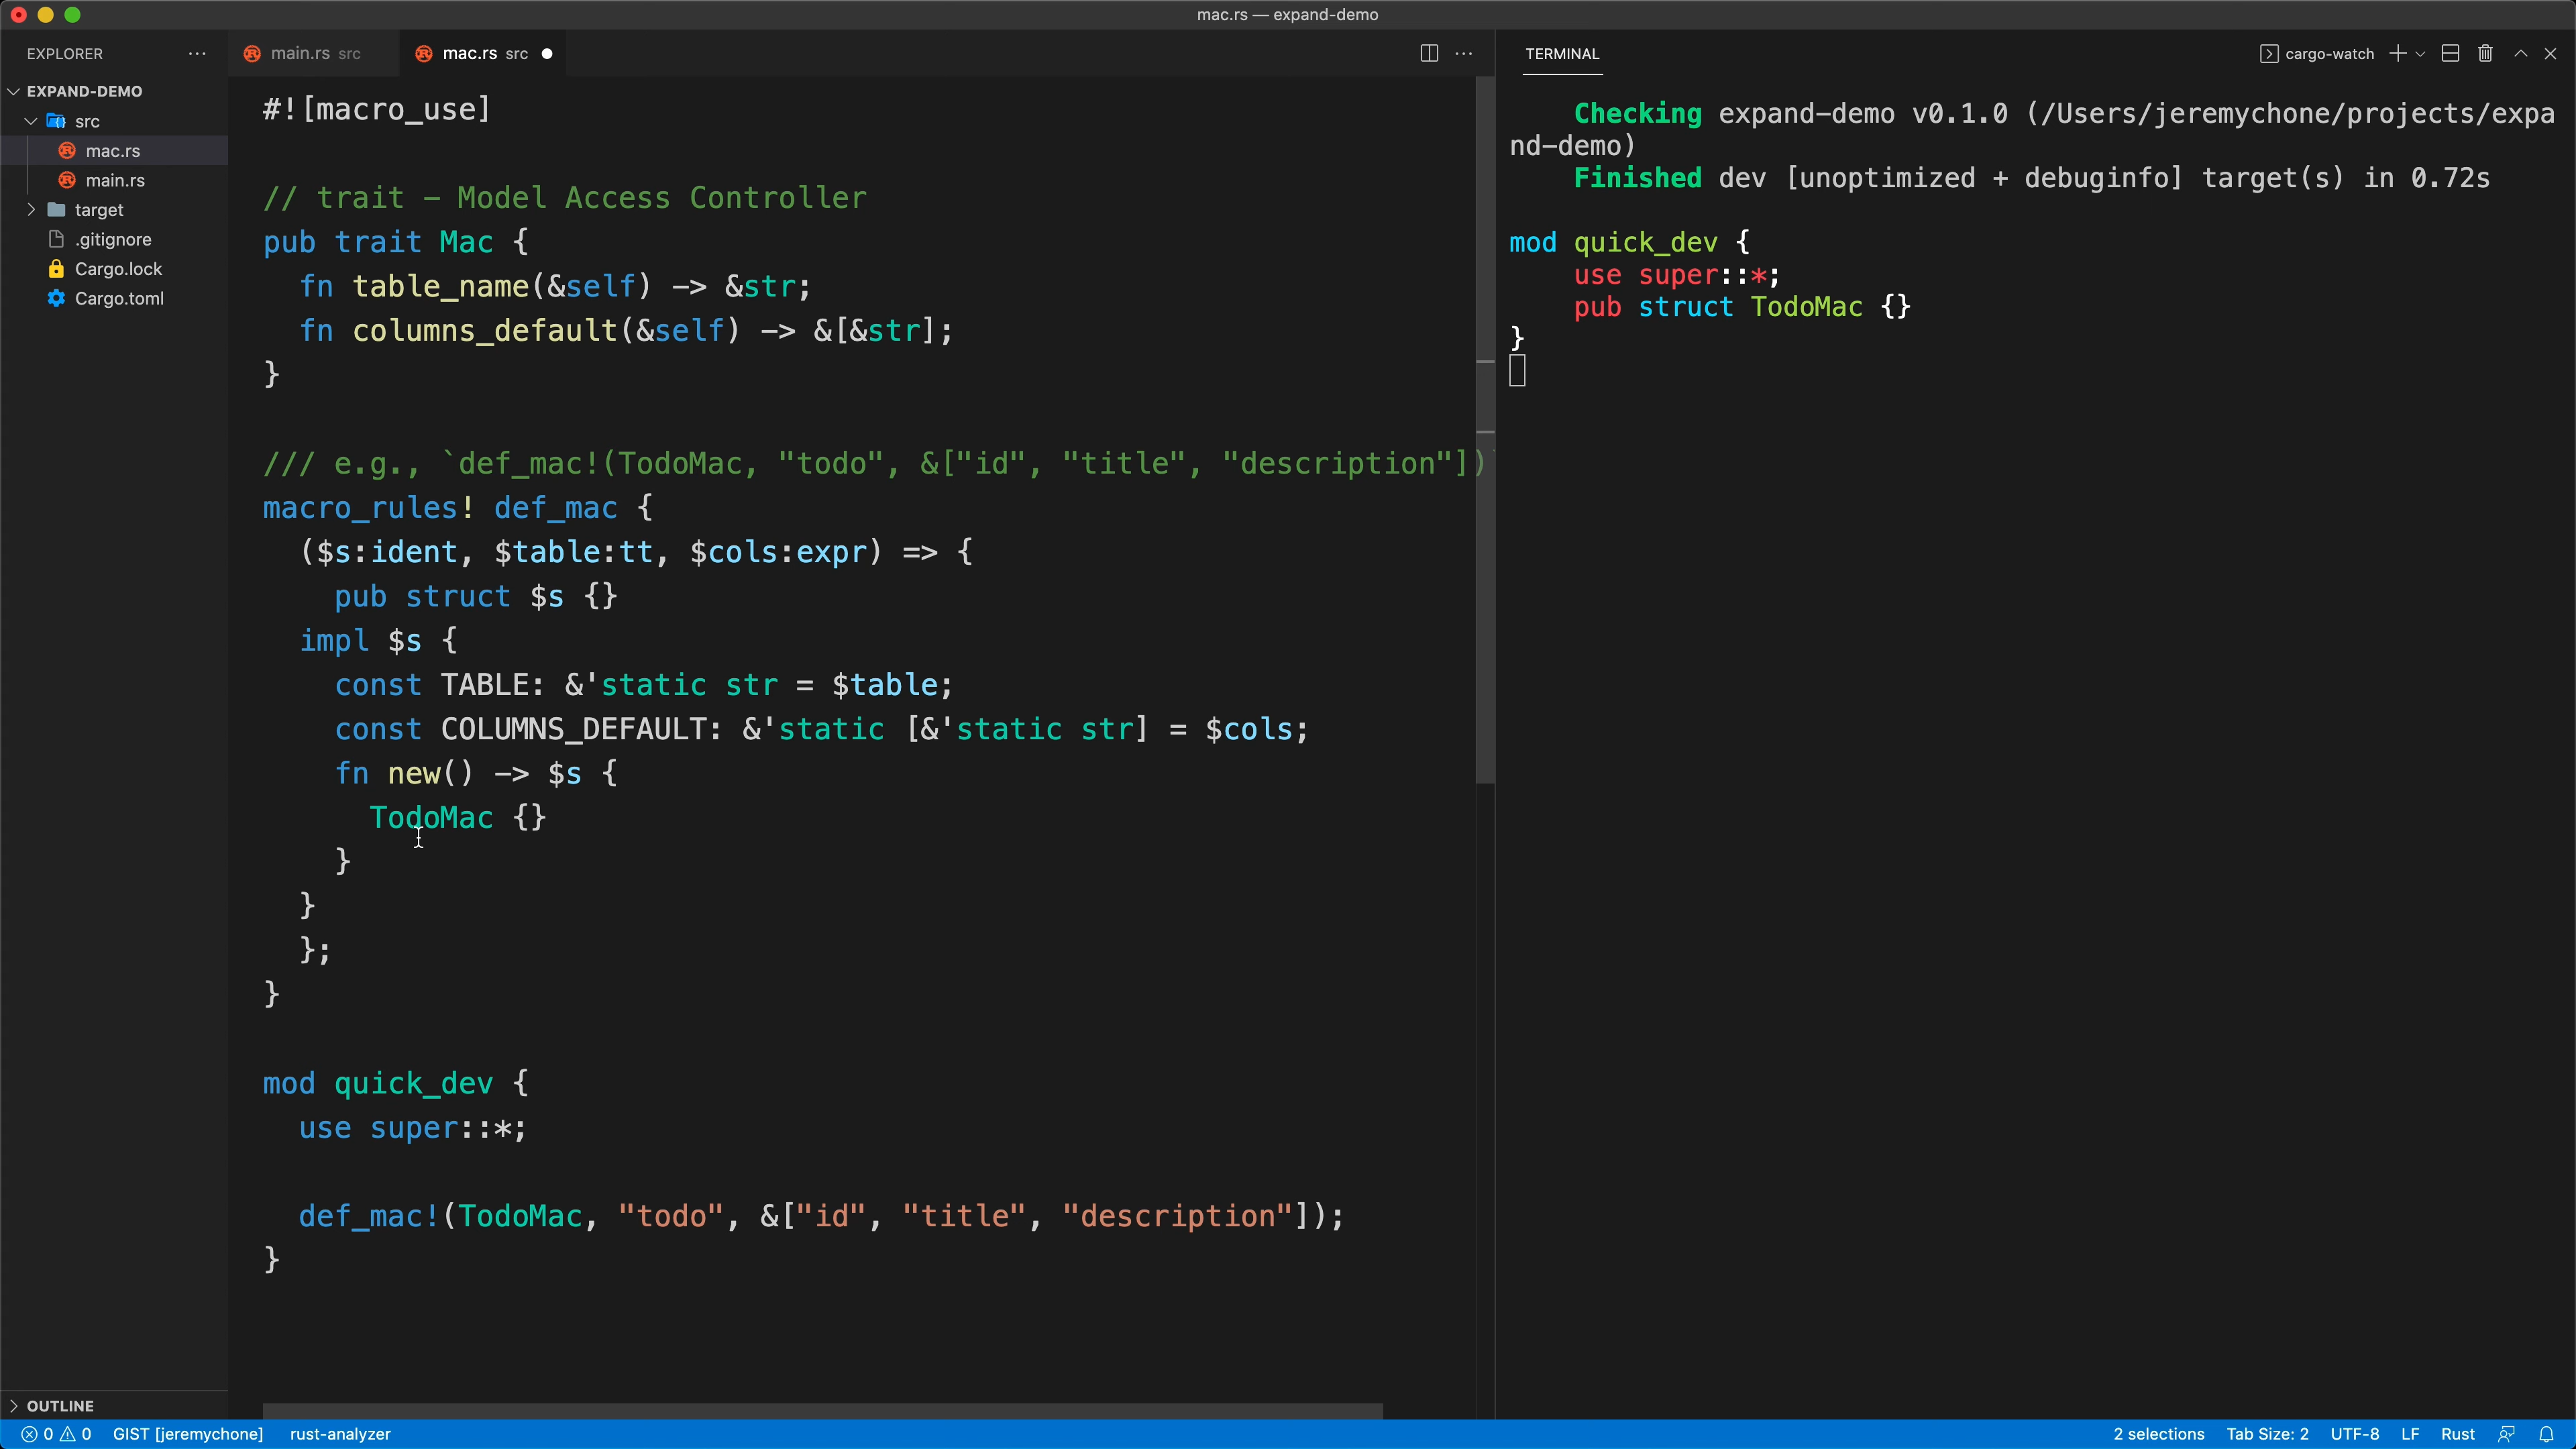 mac.rs — expand-demo
EXPLORER
EXPAND-DEMO
src
mac.rs
main.rs
target
.gitignore
Cargo.lock
Cargo.toml
OUTLINE
main.rs src
mac.rs src
#![macro_use]
// trait – Model Access Controller
pub trait Mac {
fn table_name(&self) -> &str;
fn columns_default(&self) -> &[&str];
}
/// e.g., `def_mac!(TodoMac, "todo", &["id", "title", "description"])
macro_rules! def_mac {
($s:ident, $table:tt, $cols:expr) => {
pub struct $s {}
impl $s {
const TABLE: &'static str = $table;
const COLUMNS_DEFAULT: &'static [&'static str] = $cols;
fn new() -> $s {
TodoMac {}
}
}
};
}
mod quick_dev {
use super::*;
def_mac!(TodoMac, "todo", &["id", "title", "description"]);
}
TERMINAL
cargo-watch
Checking expand-demo v0.1.0 (/Users/jeremychone/projects/expa
nd-demo)
Finished dev [unoptimized + debuginfo] target(s) in 0.72s
mod quick_dev {
use super::*;
pub struct TodoMac {}
}
0 0 GIST [jeremychone] rust-analyzer
2 selections Tab Size: 2 UTF-8 LF Rust